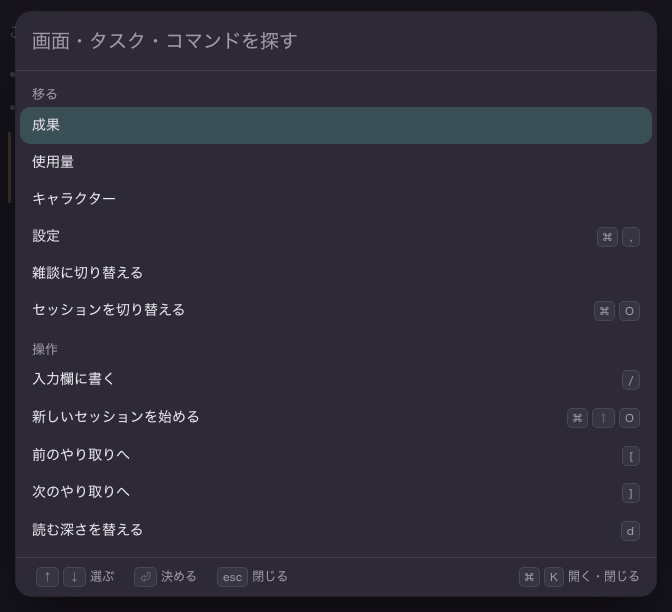 画面・タスク・コマンドを探す
移る
成果
使用量
キャラクター
設定 ⌘ ,
雑談に切り替える
セッションを切り替える ⌘ O
操作
入力欄に書く /
新しいセッションを始める ⌘ ⇧ O
前のやり取りへ [
次のやり取りへ ]
読む深さを替える d
↑ ↓ 選ぶ ⏎ 決める esc 閉じる ⌘ K 開く・閉じる